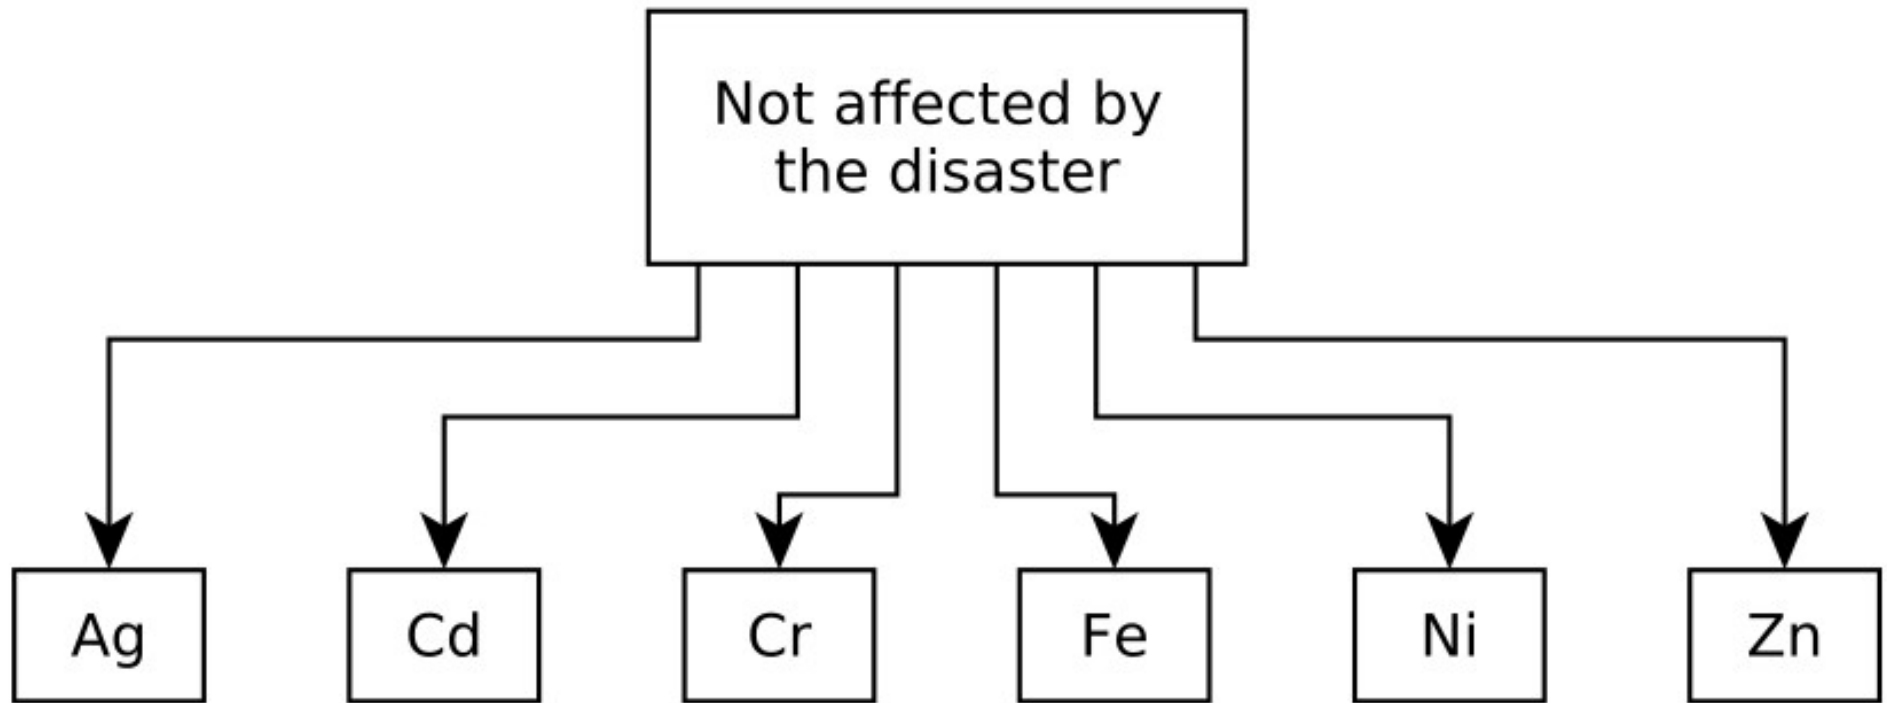 Not affected by
the disaster
Ag
Cd
Cr
Fe
Ni
Zn